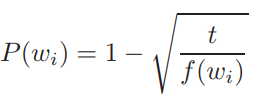 P(w_i) = 1 - \sqrt{\frac{t}{f(w_i)}}